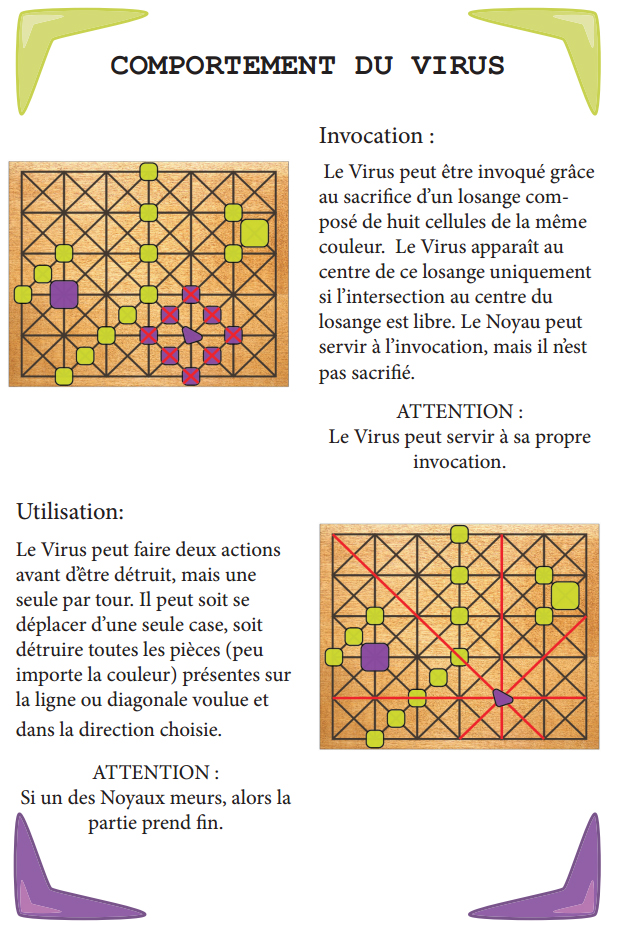 COMPORTEMENT DU VIRUS
Invocation :
Le Virus peut être invoqué grâce
au sacrifice d'un losange com-
posé de huit cellules de la même
couleur.  Le Virus apparaît au
centre de ce losange uniquement
si l'intersection au centre du
losange est libre. Le Noyau peut
servir à l'invocation, mais il n'est
pas sacrifié.
ATTENTION :
Le Virus peut servir à sa propre
invocation.
Utilisation:
Le Virus peut faire deux actions
avant d'être détruit, mais une
seule par tour. Il peut soit se
déplacer d'une seule case, soit
détruire toutes les pièces (peu
importe la couleur) présentes sur
la ligne ou diagonale voulue et
dans la direction choisie.
ATTENTION :
Si un des Noyaux meurs, alors la
partie prend fin.